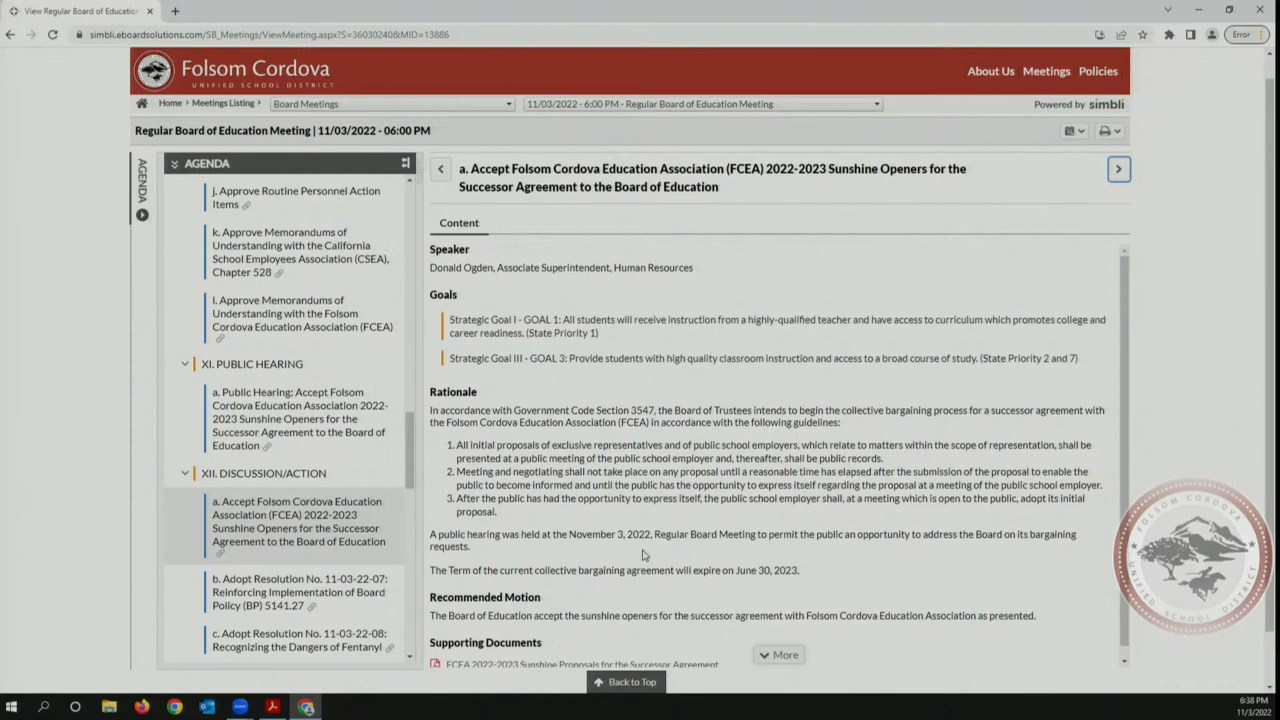 View Regular Board of Education
simbli.eboardsolutions.com/SB_Meetings/ViewMeeting.aspx?S=36030240&MID=13886
Error
Folsom Cordova
UNIFIED SCHOOL DISTRICT
About Us Meetings Policies
Home > Meetings Listing > Board Meetings 11/03/2022 - 6:00 PM - Regular Board of Education Meeting Powered by simbli
Regular Board of Education Meeting | 11/03/2022 - 06:00 PM
AGENDA
AGENDA
j. Approve Routine Personnel Action
Items
k. Approve Memorandums of
Understanding with the California
School Employees Association (CSEA),
Chapter 528
l. Approve Memorandums of
Understanding with the Folsom
Cordova Education Association (FCEA)
XI. PUBLIC HEARING
a. Public Hearing: Accept Folsom
Cordova Education Association 2022-
2023 Sunshine Openers for the
Successor Agreement to the Board of
Education
XII. DISCUSSION/ACTION
a. Accept Folsom Cordova Education
Association (FCEA) 2022-2023
Sunshine Openers for the Successor
Agreement to the Board of Education
b. Adopt Resolution No. 11-03-22-07:
Reinforcing Implementation of Board
Policy (BP) 5141.27
c. Adopt Resolution No. 11-03-22-08:
Recognizing the Dangers of Fentanyl
a. Accept Folsom Cordova Education Association (FCEA) 2022-2023 Sunshine Openers for the
Successor Agreement to the Board of Education
Content
Speaker
Donald Ogden, Associate Superintendent, Human Resources
Goals
Strategic Goal I - GOAL 1: All students will receive instruction from a highly-qualified teacher and have access to curriculum which promotes college and
career readiness. (State Priority 1)
Strategic Goal III - GOAL 3: Provide students with high quality classroom instruction and access to a broad course of study. (State Priority 2 and 7)
Rationale
In accordance with Government Code Section 3547, the Board of Trustees intends to begin the collective bargaining process for a successor agreement with
the Folsom Cordova Education Association (FCEA) in accordance with the following guidelines:
1. All initial proposals of exclusive representatives and of public school employers, which relate to matters within the scope of representation, shall be
presented at a public meeting of the public school employer and, thereafter, shall be public records.
2. Meeting and negotiating shall not take place on any proposal until a reasonable time has elapsed after the submission of the proposal to enable the
public to become informed and until the public has the opportunity to express itself regarding the proposal at a meeting of the public school employer.
3. After the public has had the opportunity to express itself, the public school employer shall, at a meeting which is open to the public, adopt its initial
proposal.
A public hearing was held at the November 3, 2022, Regular Board Meeting to permit the public an opportunity to address the Board on its bargaining
requests.
The Term of the current collective bargaining agreement will expire on June 30, 2023.
Recommended Motion
The Board of Education accept the sunshine openers for the successor agreement with Folsom Cordova Education Association as presented.
Supporting Documents
FCEA 2022-2023 Sunshine Proposals for the Successor Agreement
More
Back to Top
FOLSOM CORDOVA
UNIFIED SCHOOL DISTRICT
6:38 PM
11/3/2022